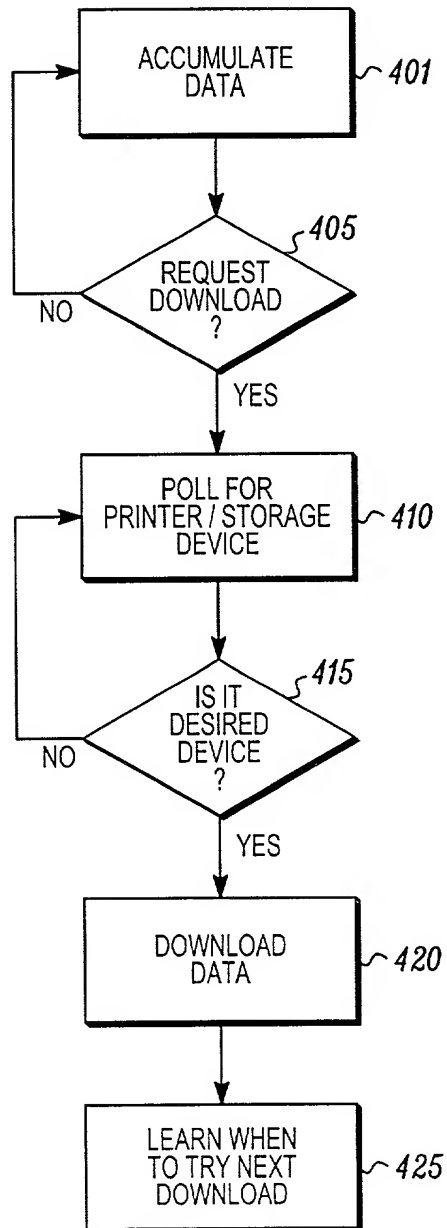 ACCUMULATE
DATA
401
405
REQUEST
DOWNLOAD
?
NO
YES
POLL FOR
PRINTER / STORAGE
DEVICE
410
415
IS IT
DESIRED
DEVICE
?
NO
YES
DOWNLOAD
DATA
420
LEARN WHEN
TO TRY NEXT
DOWNLOAD
425